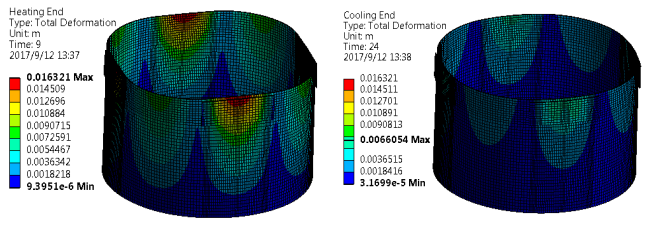 Heating End
Type: Total Deformation
Unit: m
Time: 9
2017/9/12 13:37
0.016321 Max
0.014509
0.012696
0.010884
0.0090715
0.0072591
0.0054467
0.0036342
0.0018218
9.3951e-6 Min
Cooling End
Type: Total Deformation
Unit: m
Time: 24
2017/9/12 13:38
0.016321
0.014511
0.012701
0.010891
0.0090813
0.0066054 Max
0.0036515
0.0018416
3.1699e-5 Min